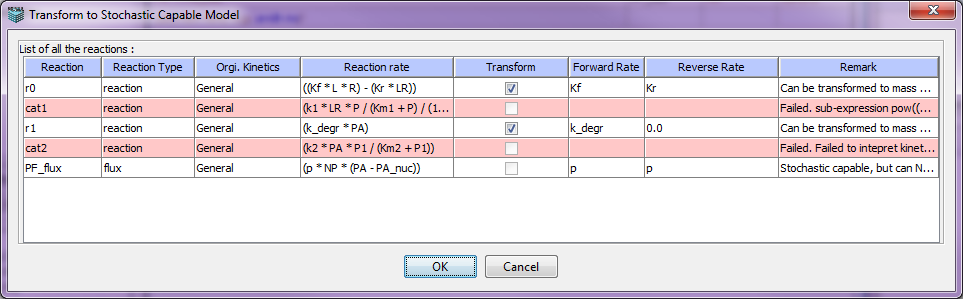 Transform to Stochastic Capable Model
List of all the reactions :
Reaction Reaction Type Orgi. Kinetics Reaction rate Transform Forward Rate Reverse Rate Remark
r0 reaction General ((Kf * L * R) - (Kr * LR)) Kf Kr Can be transformed to mass ...
cat1 reaction General (k1 * LR * P / (Km1 + P) / (1... Failed. sub-expression pow((...
r1 reaction General (k_degr * PA) k_degr 0.0 Can be transformed to mass ...
cat2 reaction General (k2 * PA * P1 / (Km2 + P1)) Failed. Failed to intepret kinet...
PF_flux flux General (p * NP * (PA - PA_nuc)) p p Stochastic capable, but can N...
OK Cancel